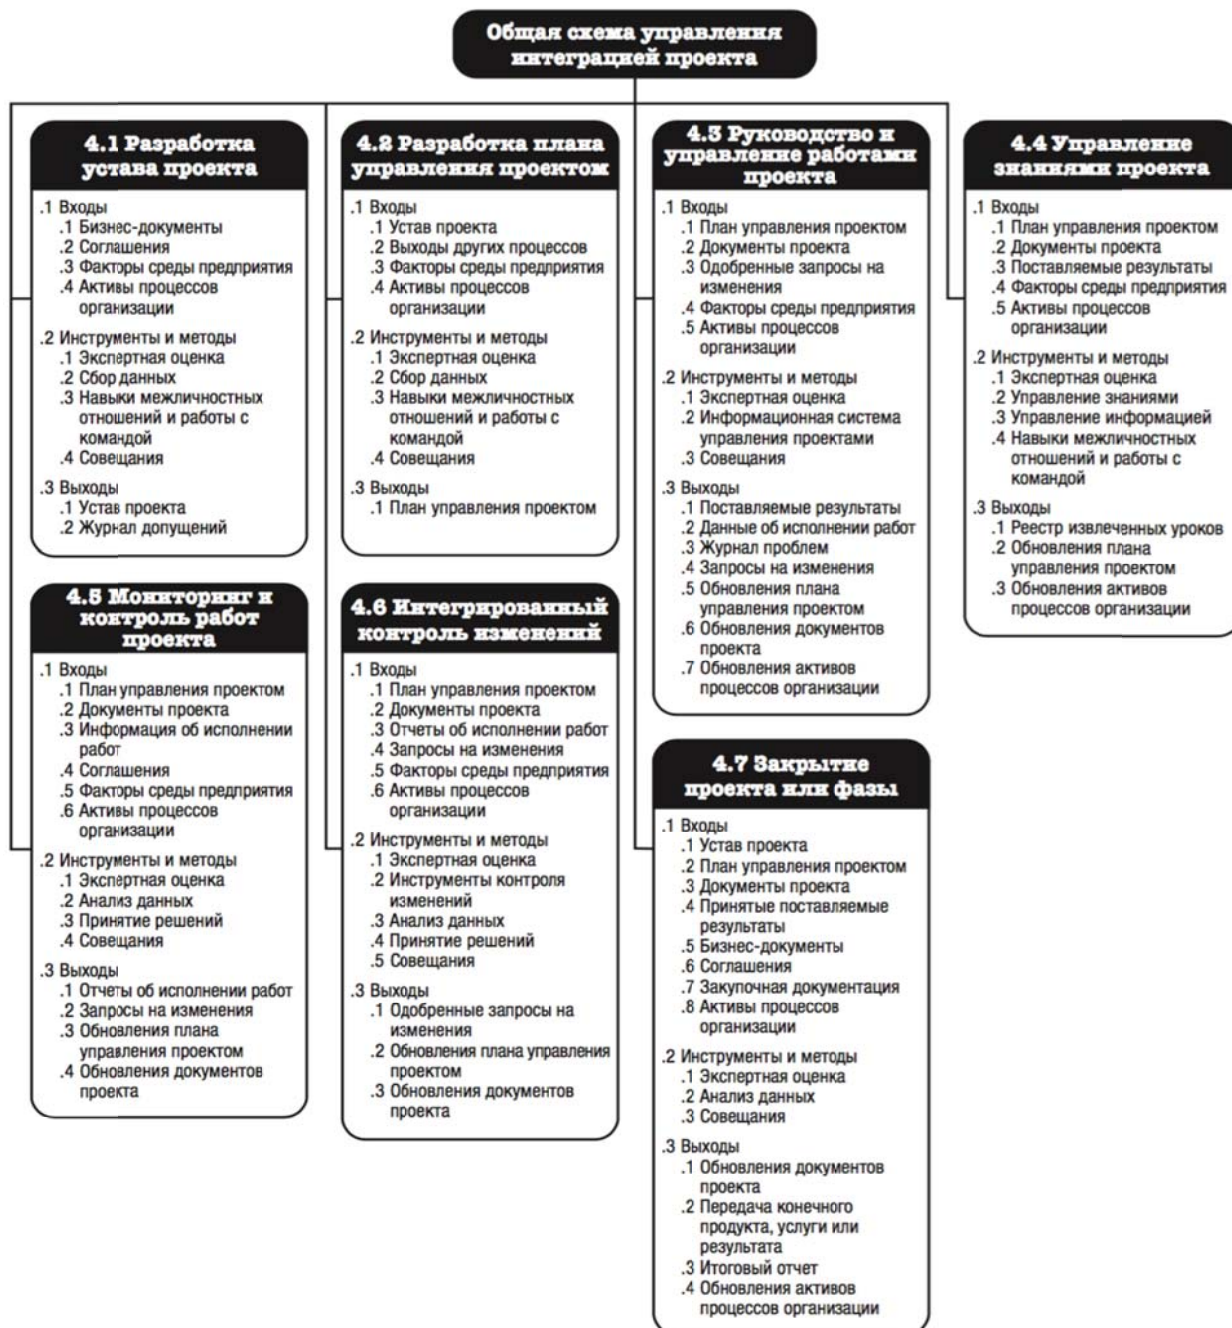 Общая схема управления
интеграцией проекта
4.1 Разработка
устава проекта
.1 Входы
.1 Бизнес-документы
.2 Соглашения
.3 Факторы среды предприятия
.4 Активы процессов
организации
.2 Инструменты и методы
.1 Экспертная оценка
.2 Сбор данных
.3 Навыки межличностных
отношений и работы с
командой
.4 Совещания
.3 Выходы
.1 Устав проекта
.2 Журнал допущений
4.2 Разработка плана
управления проектом
.1 Входы
.1 Устав проекта
.2 Выходы других процессов
.3 Факторы среды предприятия
.4 Активы процессов
организации
.2 Инструменты и методы
.1 Экспертная оценка
.2 Сбор данных
.3 Навыки межличностных
отношений и работы с
командой
.4 Совещания
.3 Выходы
.1 План управления проектом
4.3 Руководство и
управление работами
проекта
.1 Входы
.1 План управления проектом
.2 Документы проекта
.3 Одобренные запросы на
изменения
.4 Факторы среды предприятия
.5 Активы процессов
организации
.2 Инструменты и методы
.1 Экспертная оценка
.2 Информационная система
управления проектами
.3 Совещания
.3 Выходы
.1 Поставляемые результаты
.2 Данные об исполнении работ
.3 Журнал проблем
.4 Запросы на изменения
.5 Обновления плана
управления проектом
.6 Обновления документов
проекта
.7 Обновления активов
процессов организации
4.4 Управление
знаниями проекта
.1 Входы
.1 План управления проектом
.2 Документы проекта
.3 Поставляемые результаты
.4 Факторы среды предприятия
.5 Активы процессов
организации
.2 Инструменты и методы
.1 Экспертная оценка
.2 Управление знаниями
.3 Управление информацией
.4 Навыки межличностных
отношений и работы с
командой
.3 Выходы
.1 Реестр извлеченных уроков
.2 Обновления плана
управления проектом
.3 Обновления активов
процессов организации
4.5 Мониторинг и
контроль работ
проекта
.1 Входы
.1 План управления проектом
.2 Документы проекта
.3 Информация об исполнении
работ
.4 Соглашения
.5 Факторы среды предприятия
.6 Активы процессов
организации
.2 Инструменты и методы
.1 Экспертная оценка
.2 Анализ данных
.3 Принятие решений
.4 Совещания
.3 Выходы
.1 Отчеты об исполнении работ
.2 Запросы на изменения
.3 Обновления плана
управления проектом
.4 Обновления документов
проекта
4.6 Интегрированный
контроль изменений
.1 Входы
.1 План управления проектом
.2 Документы проекта
.3 Отчеты об исполнении работ
.4 Запросы на изменения
.5 Факторы среды предприятия
.6 Активы процессов
организации
.2 Инструменты и методы
.1 Экспертная оценка
.2 Инструменты контроля
изменений
.3 Анализ данных
.4 Принятие решений
.5 Совещания
.3 Выходы
.1 Одобренные запросы на
изменения
.2 Обновления плана управления
проектом
.3 Обновления документов
проекта
4.7 Закрытие
проекта или фазы
.1 Входы
.1 Устав проекта
.2 План управления проектом
.3 Документы проекта
.4 Принятые поставляемые
результаты
.5 Бизнес-документы
.6 Соглашения
.7 Закупочная документация
.8 Активы процессов
организации
.2 Инструменты и методы
.1 Экспертная оценка
.2 Анализ данных
.3 Совещания
.3 Выходы
.1 Обновления документов
проекта
.2 Передача конечного
продукта, услуги или
результата
.3 Итоговый отчет
.4 Обновления активов
процессов организации